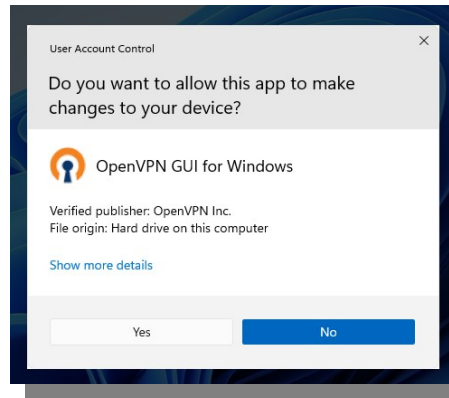 User Account Control
Do you want to allow this app to make
changes to your device?
OpenVPN GUI for Windows
Verified publisher: OpenVPN Inc.
File origin: Hard drive on this computer
Show more details
Yes
No